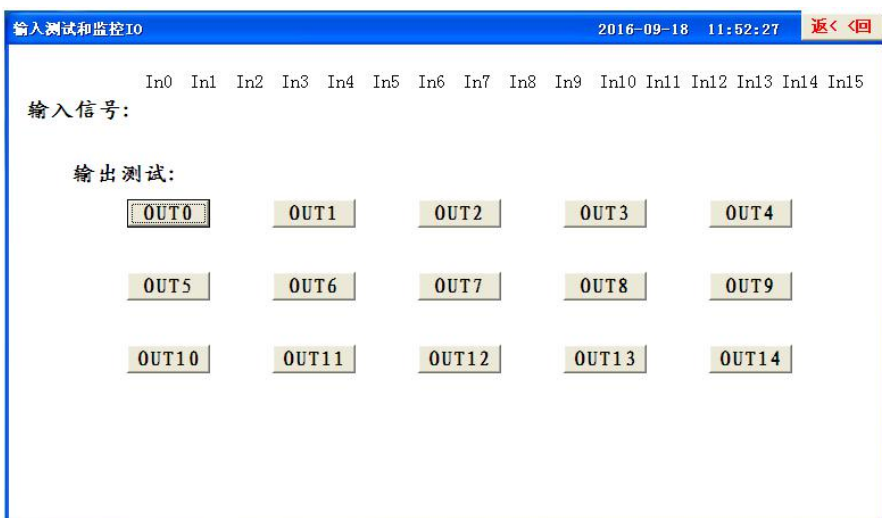 输入测试和监控IO 2016-09-18 11:52:27 返< <回
In0 In1 In2 In3 In4 In5 In6 In7 In8 In9 In10 In11 In12 In13 In14 In15
输入信号:
输出测试:
OUT0 OUT1 OUT2 OUT3 OUT4
OUT5 OUT6 OUT7 OUT8 OUT9
OUT10 OUT11 OUT12 OUT13 OUT14